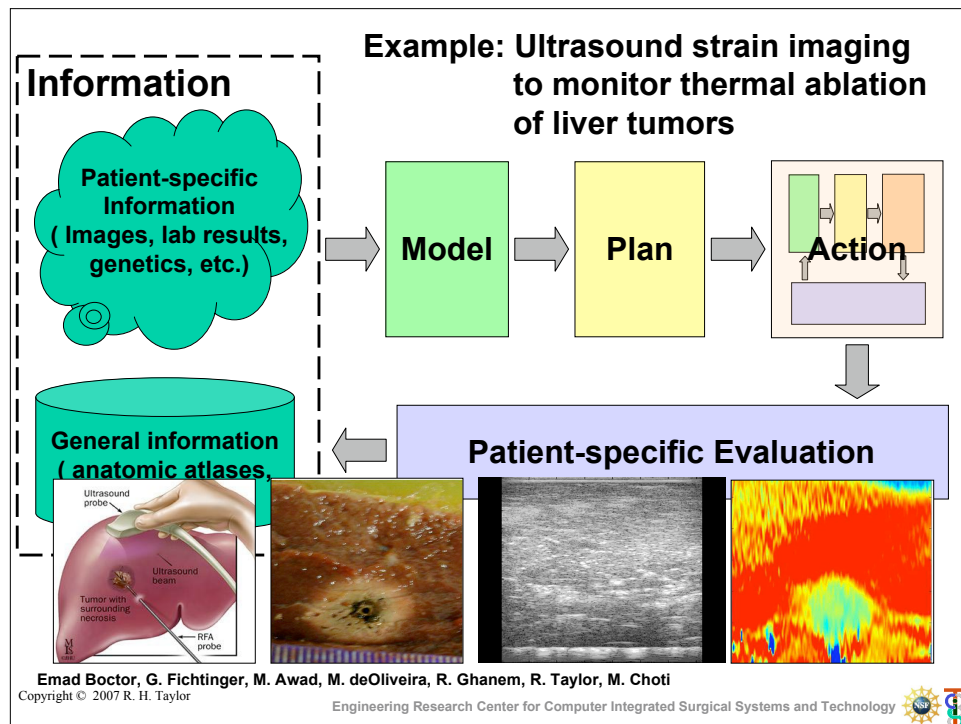 Example: Ultrasound strain imaging
to monitor thermal ablation
of liver tumors
Information
Patient-specific
Information
( Images, lab results,
genetics, etc.)
Model
Plan
Action
General information
( anatomic atlases,
Patient-specific Evaluation
Ultrasound
probe
Ultrasound
beam
Tumor with
surrounding
necrosis
RFA
probe
Emad Boctor, G. Fichtinger, M. Awad, M. deOliveira, R. Ghanem, R. Taylor, M. Choti
Copyright © 2007 R. H. Taylor
Engineering Research Center for Computer Integrated Surgical Systems and Technology
NSF